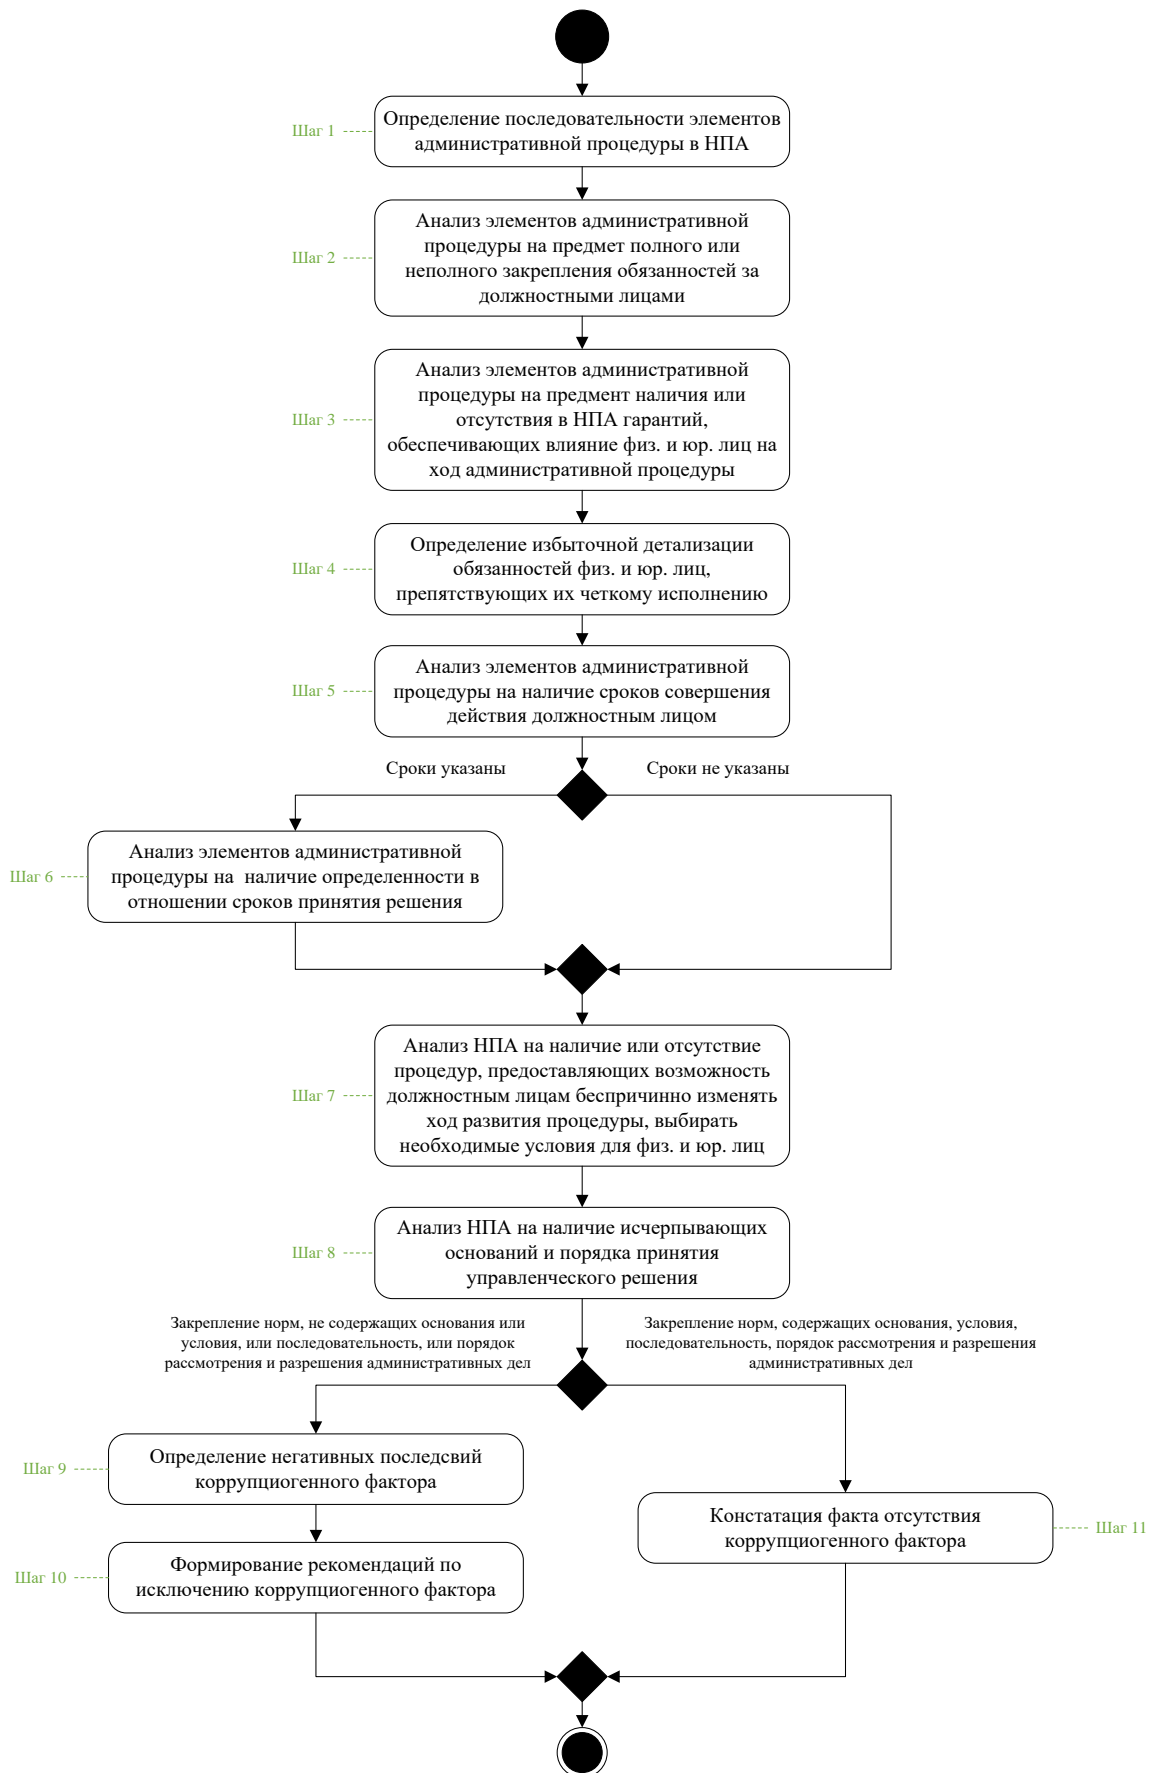 Шаг 1
Определение последовательности элементов
административной процедуры в НПА
Шаг 2
Анализ элементов административной
процедуры на предмет полного или
неполного закрепления обязанностей за
должностными лицами
Шаг 3
Анализ элементов административной
процедуры на предмент наличия или
отсутствия в НПА гарантий,
обеспечивающих влияние физ. и юр. лиц на
ход административной процедуры
Шаг 4
Определение избыточной детализации
обязанностей физ. и юр. лиц,
препятствующих их четкому исполнению
Шаг 5
Анализ элементов административной
процедуры на наличие сроков совершения
действия должностным лицом
Сроки указаны
Сроки не указаны
Шаг 6
Анализ элементов административной
процедуры на  наличие определенности в
отношении сроков принятия решения
Шаг 7
Анализ НПА на наличие или отсутствие
процедур, предоставляющих возможность
должностным лицам беспричинно изменять
ход развития процедуры, выбирать
необходимые условия для физ. и юр. лиц
Шаг 8
Анализ НПА на наличие исчерпывающих
оснований и порядка принятия
управленческого решения
Закрепление норм, не содержащих основания или
условия, или последовательность, или порядок
рассмотрения и разрешения административных дел
Закрепление норм, содержащих основания, условия,
последовательность, порядок рассмотрения и разрешения
административных дел
Шаг 9
Определение негативных последсвий
коррупциогенного фактора
Шаг 10
Формирование рекомендаций по
исключению коррупциогенного фактора
Констатация факта отсутствия
коррупциогенного фактора
Шаг 11